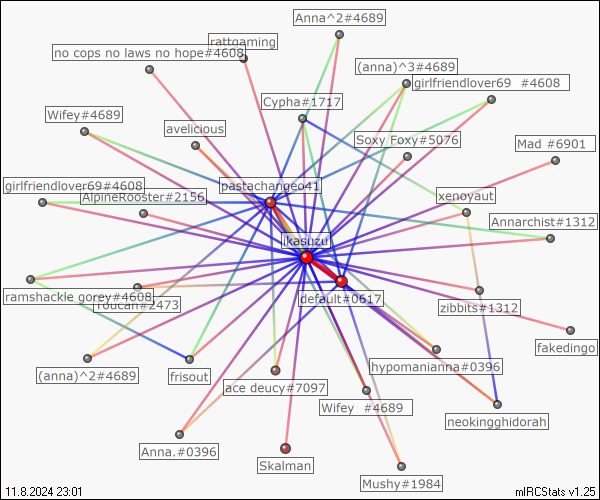 Anna^2#4689
rattgaming
no cops no laws no hope#4608
(anna)^3#4689
girlfriendlover69 #4608
Cypha#1717
Wifey#4689
avelicious
Soxy Foxy#5076
Mad #6901
girlfriendlover69#4608
pastachangeo41
AlpineRooster#2156
xenoyaut
Annarchist#1312
ikasuzu
ramshackle gorey#4608
default#0617
Toucan#2473
zibbits#1312
fakedingo
(anna)^2#4689
frisout
hypomanianna#0396
ace deucy#7097
Wifey #4689
neokingghidorah
Anna.#0396
Skalman
Mushy#1984
11.8.2024 23:01
mIRCStats v1.25